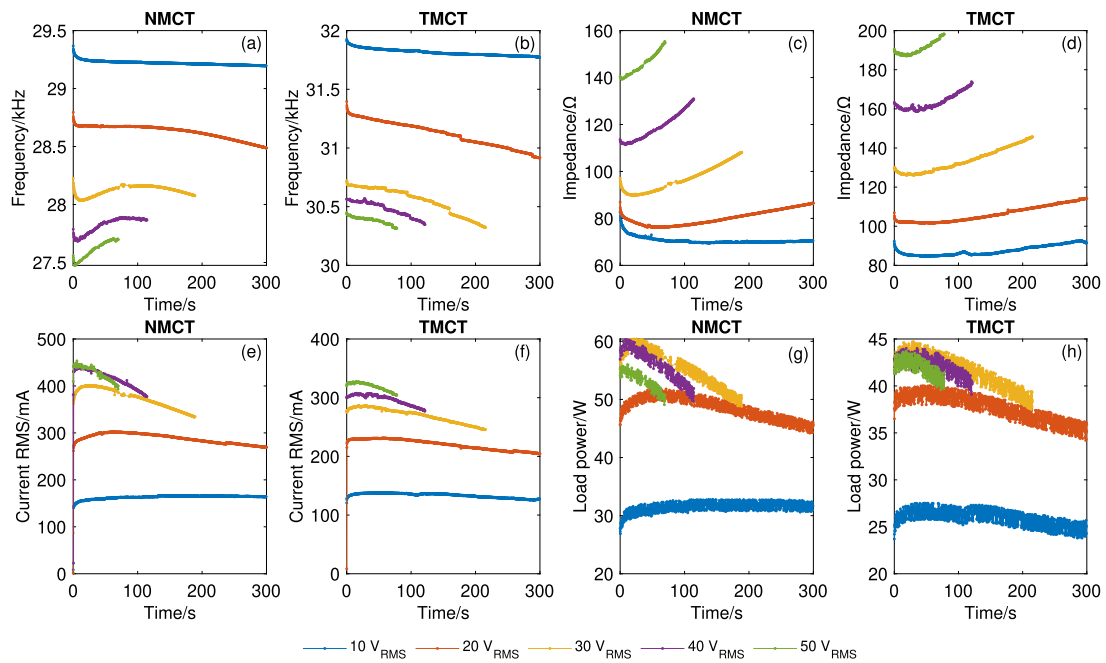 NMCT
29.5
29
28.5
28
27.5
0
100
200
300
Frequency/kHz
Time/s
(a)
TMCT
32
31.5
31
30.5
30
0
100
200
300
Frequency/kHz
Time/s
(b)
NMCT
160
140
120
100
80
60
0
100
200
300
Impedance/Ω
Time/s
(c)
TMCT
200
180
160
140
120
100
80
0
100
200
300
Impedance/Ω
Time/s
(d)
NMCT
500
400
300
200
100
0
0
100
200
300
Current RMS/mA
Time/s
(e)
TMCT
400
300
200
100
0
0
100
200
300
Current RMS/mA
Time/s
(f)
NMCT
60
50
40
30
20
0
100
200
300
Load power/W
Time/s
(g)
TMCT
45
40
35
30
25
20
0
100
200
300
Load power/W
Time/s
(h)
10 V_RMS 20 V_RMS 30 V_RMS 40 V_RMS 50 V_RMS